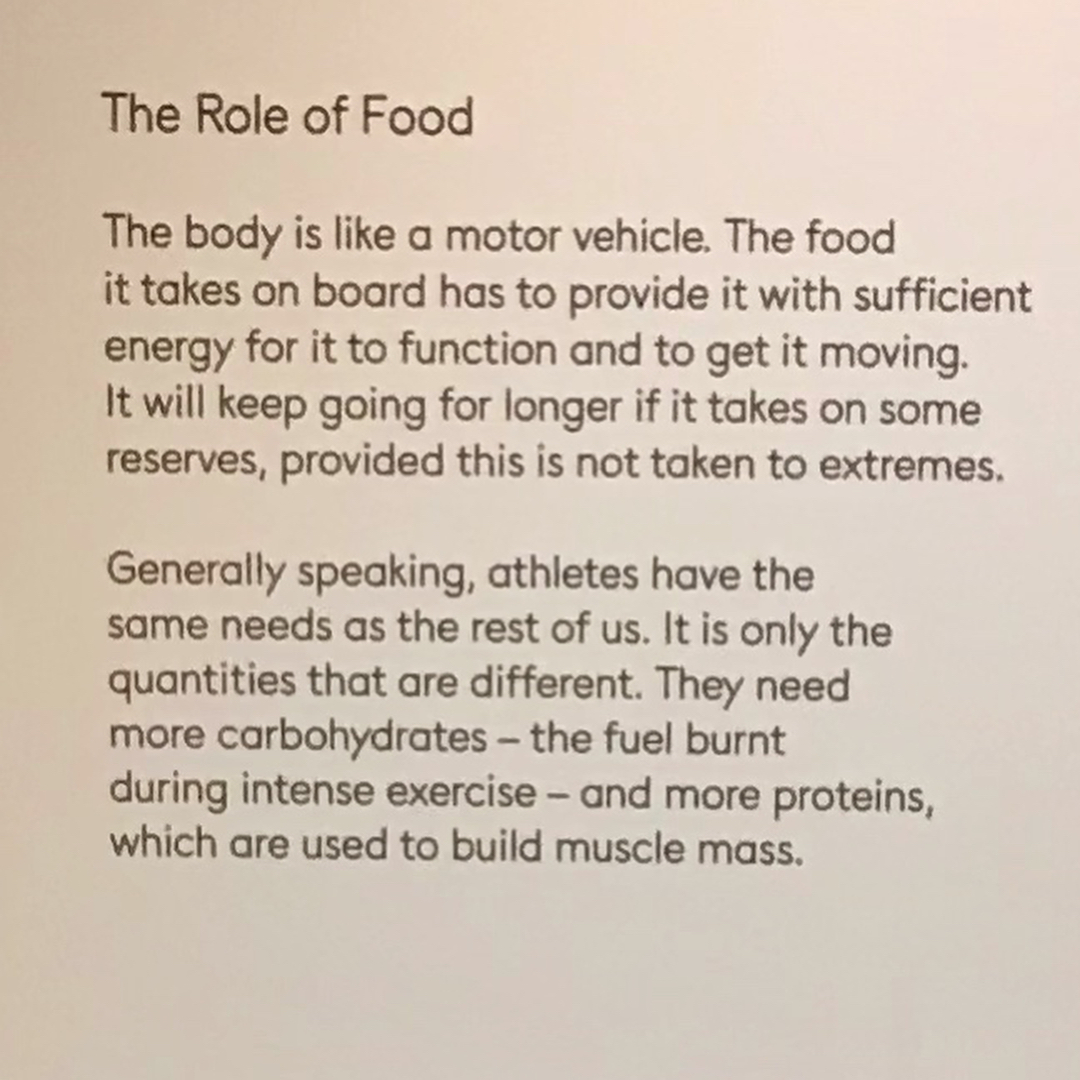 The Role of Food
The body is like a motor vehicle. The food
it takes on board has to provide it with sufficient
energy for it to function and to get it moving.
It will keep going for longer if it takes on some
reserves, provided this is not taken to extremes.
Generally speaking, athletes have the
same needs as the rest of us. It is only the
quantities that are different. They need
more carbohydrates – the fuel burnt
during intense exercise – and more proteins,
which are used to build muscle mass.